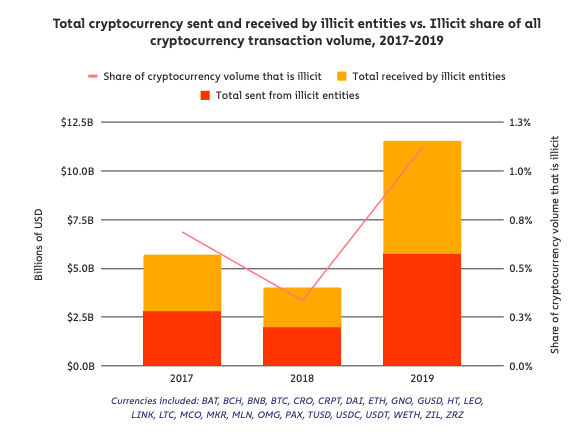 Total cryptocurrency sent and received by illicit entities vs. Illicit share of all
cryptocurrency transaction volume, 2017-2019
Share of cryptocurrency volume that is illicit
Total received by illicit entities
Total sent from illicit entities
$12.5B
$10.0B
$7.5B
$5.0B
$2.5B
$0.0B
Billions of USD
1.3%
1.0%
0.8%
0.5%
0.3%
0.0%
Share of cryptocurrency volume that is illicit
2017
2018
2019
Currencies included: BAT, BCH, BNB, BTC, CRO, CRPT, DAI, ETH, GNO, GUSD, HT, LEO,
LINK, LTC, MCO, MKR, MLN, OMG, PAX, TUSD, USDC, USDT, WETH, ZIL, ZRZ